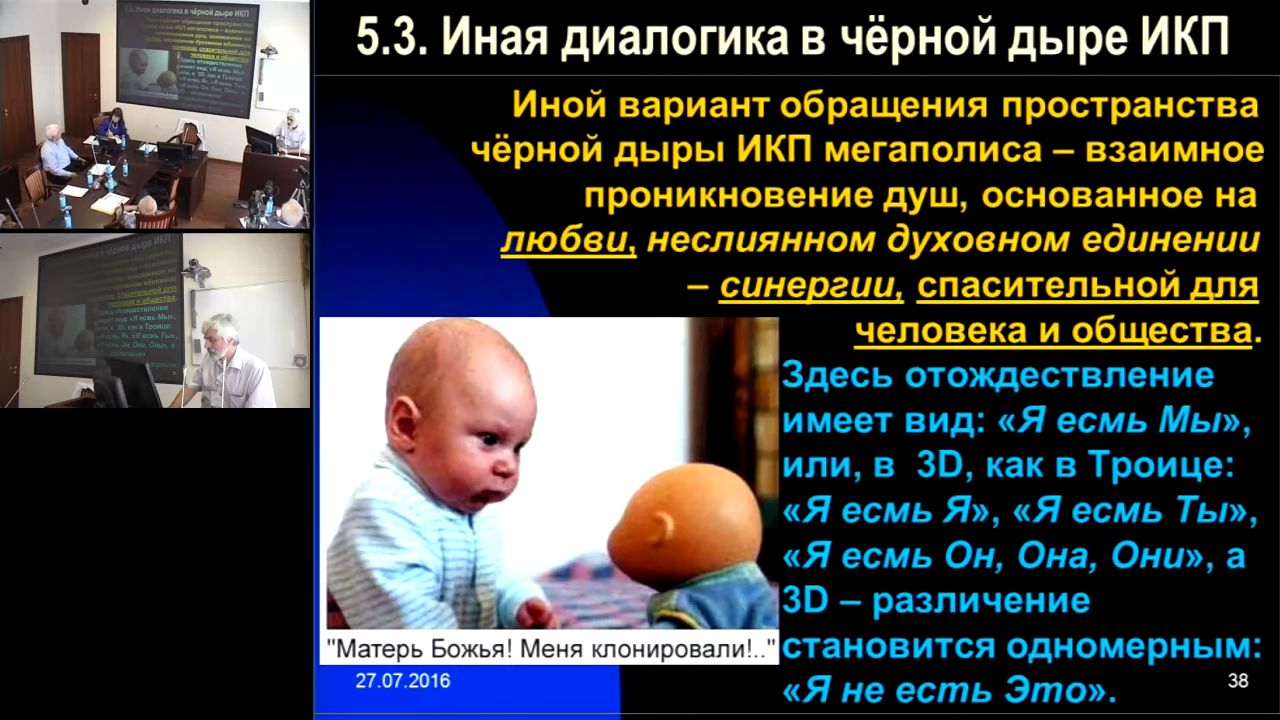 5.3. Иная диалогика в чёрной дыре ИКП
Иной вариант обращения пространства
чёрной дыры ИКП мегаполиса – взаимное
проникновение душ, основанное на
любви, неслиянном духовном единении
– синергии, спасительной для
человека и общества.
Здесь отождествление
имеет вид: «Я есмь Мы»,
или, в 3D, как в Троице:
«Я есмь Я», «Я есмь Ты»,
«Я есмь Он, Она, Они», а
3D – различение
становится одномерным:
«Я не есть Это».
"Матерь Божья! Меня клонировали!.."
27.07.2016
38